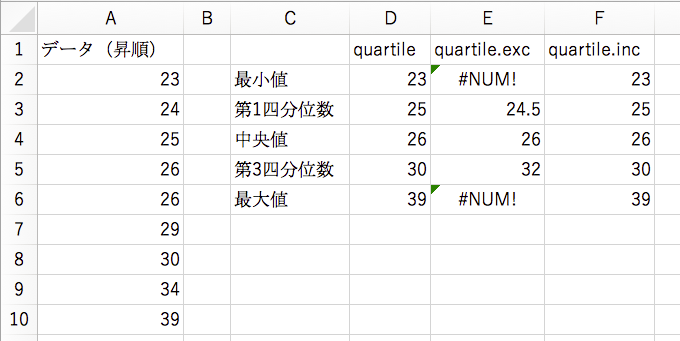 A B C D E F
1 データ（昇順） quartile quartile.exc quartile.inc
2 23 最小値 23 #NUM! 23
3 24 第1四分位数 25 24.5 25
4 25 中央値 26 26 26
5 26 第3四分位数 30 32 30
6 26 最大値 39 #NUM! 39
7 29
8 30
9 34
10 39